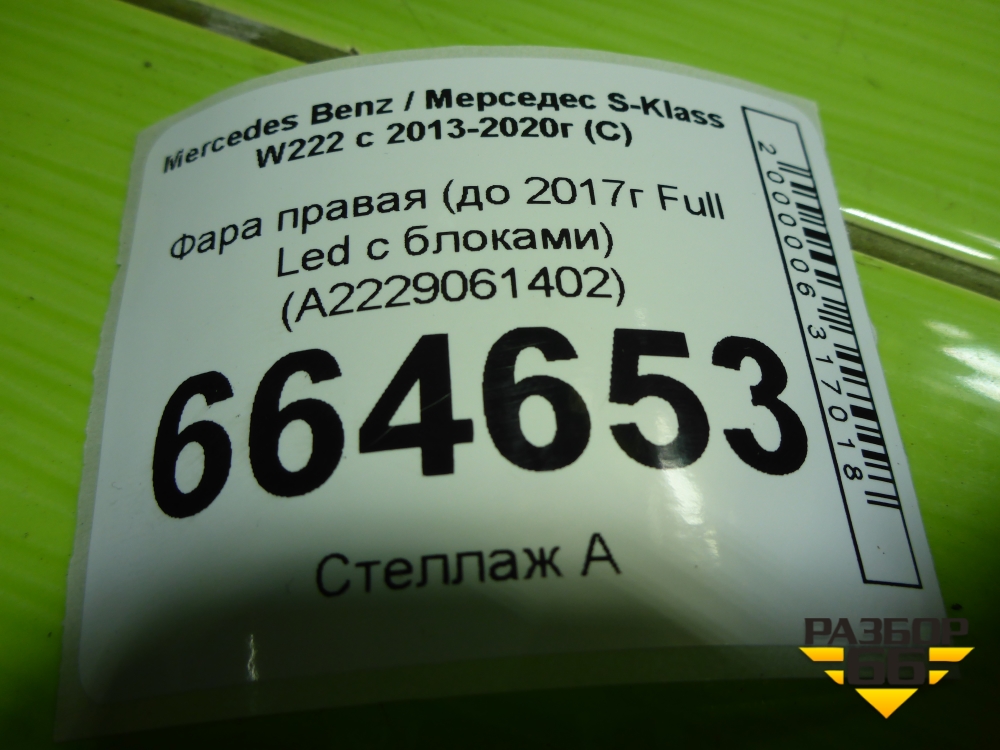 Mercedes Benz / Мерседес S-Klass
W222 с 2013-2020г (С)
Фара правая (до 2017г Full
Led с блоками)
(A2229061402)
664653
Стеллаж А
2000006317018
РАЗБОР
66